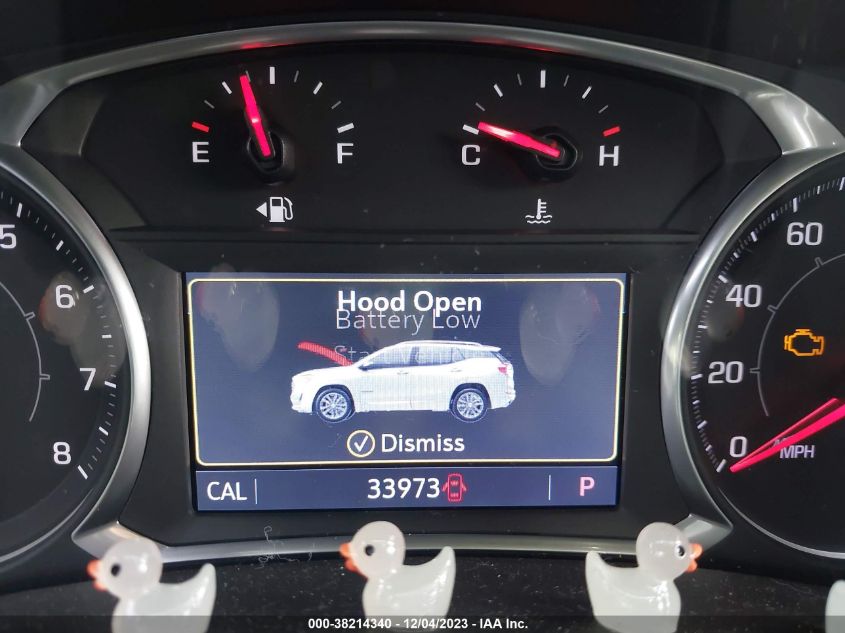 E F
C H
5
6
7
8
60
40
20
0
MPH
Hood Open
Battery Low
Dismiss
CAL 33973 P
000-38214340 - 12/04/2023 - IAA Inc.